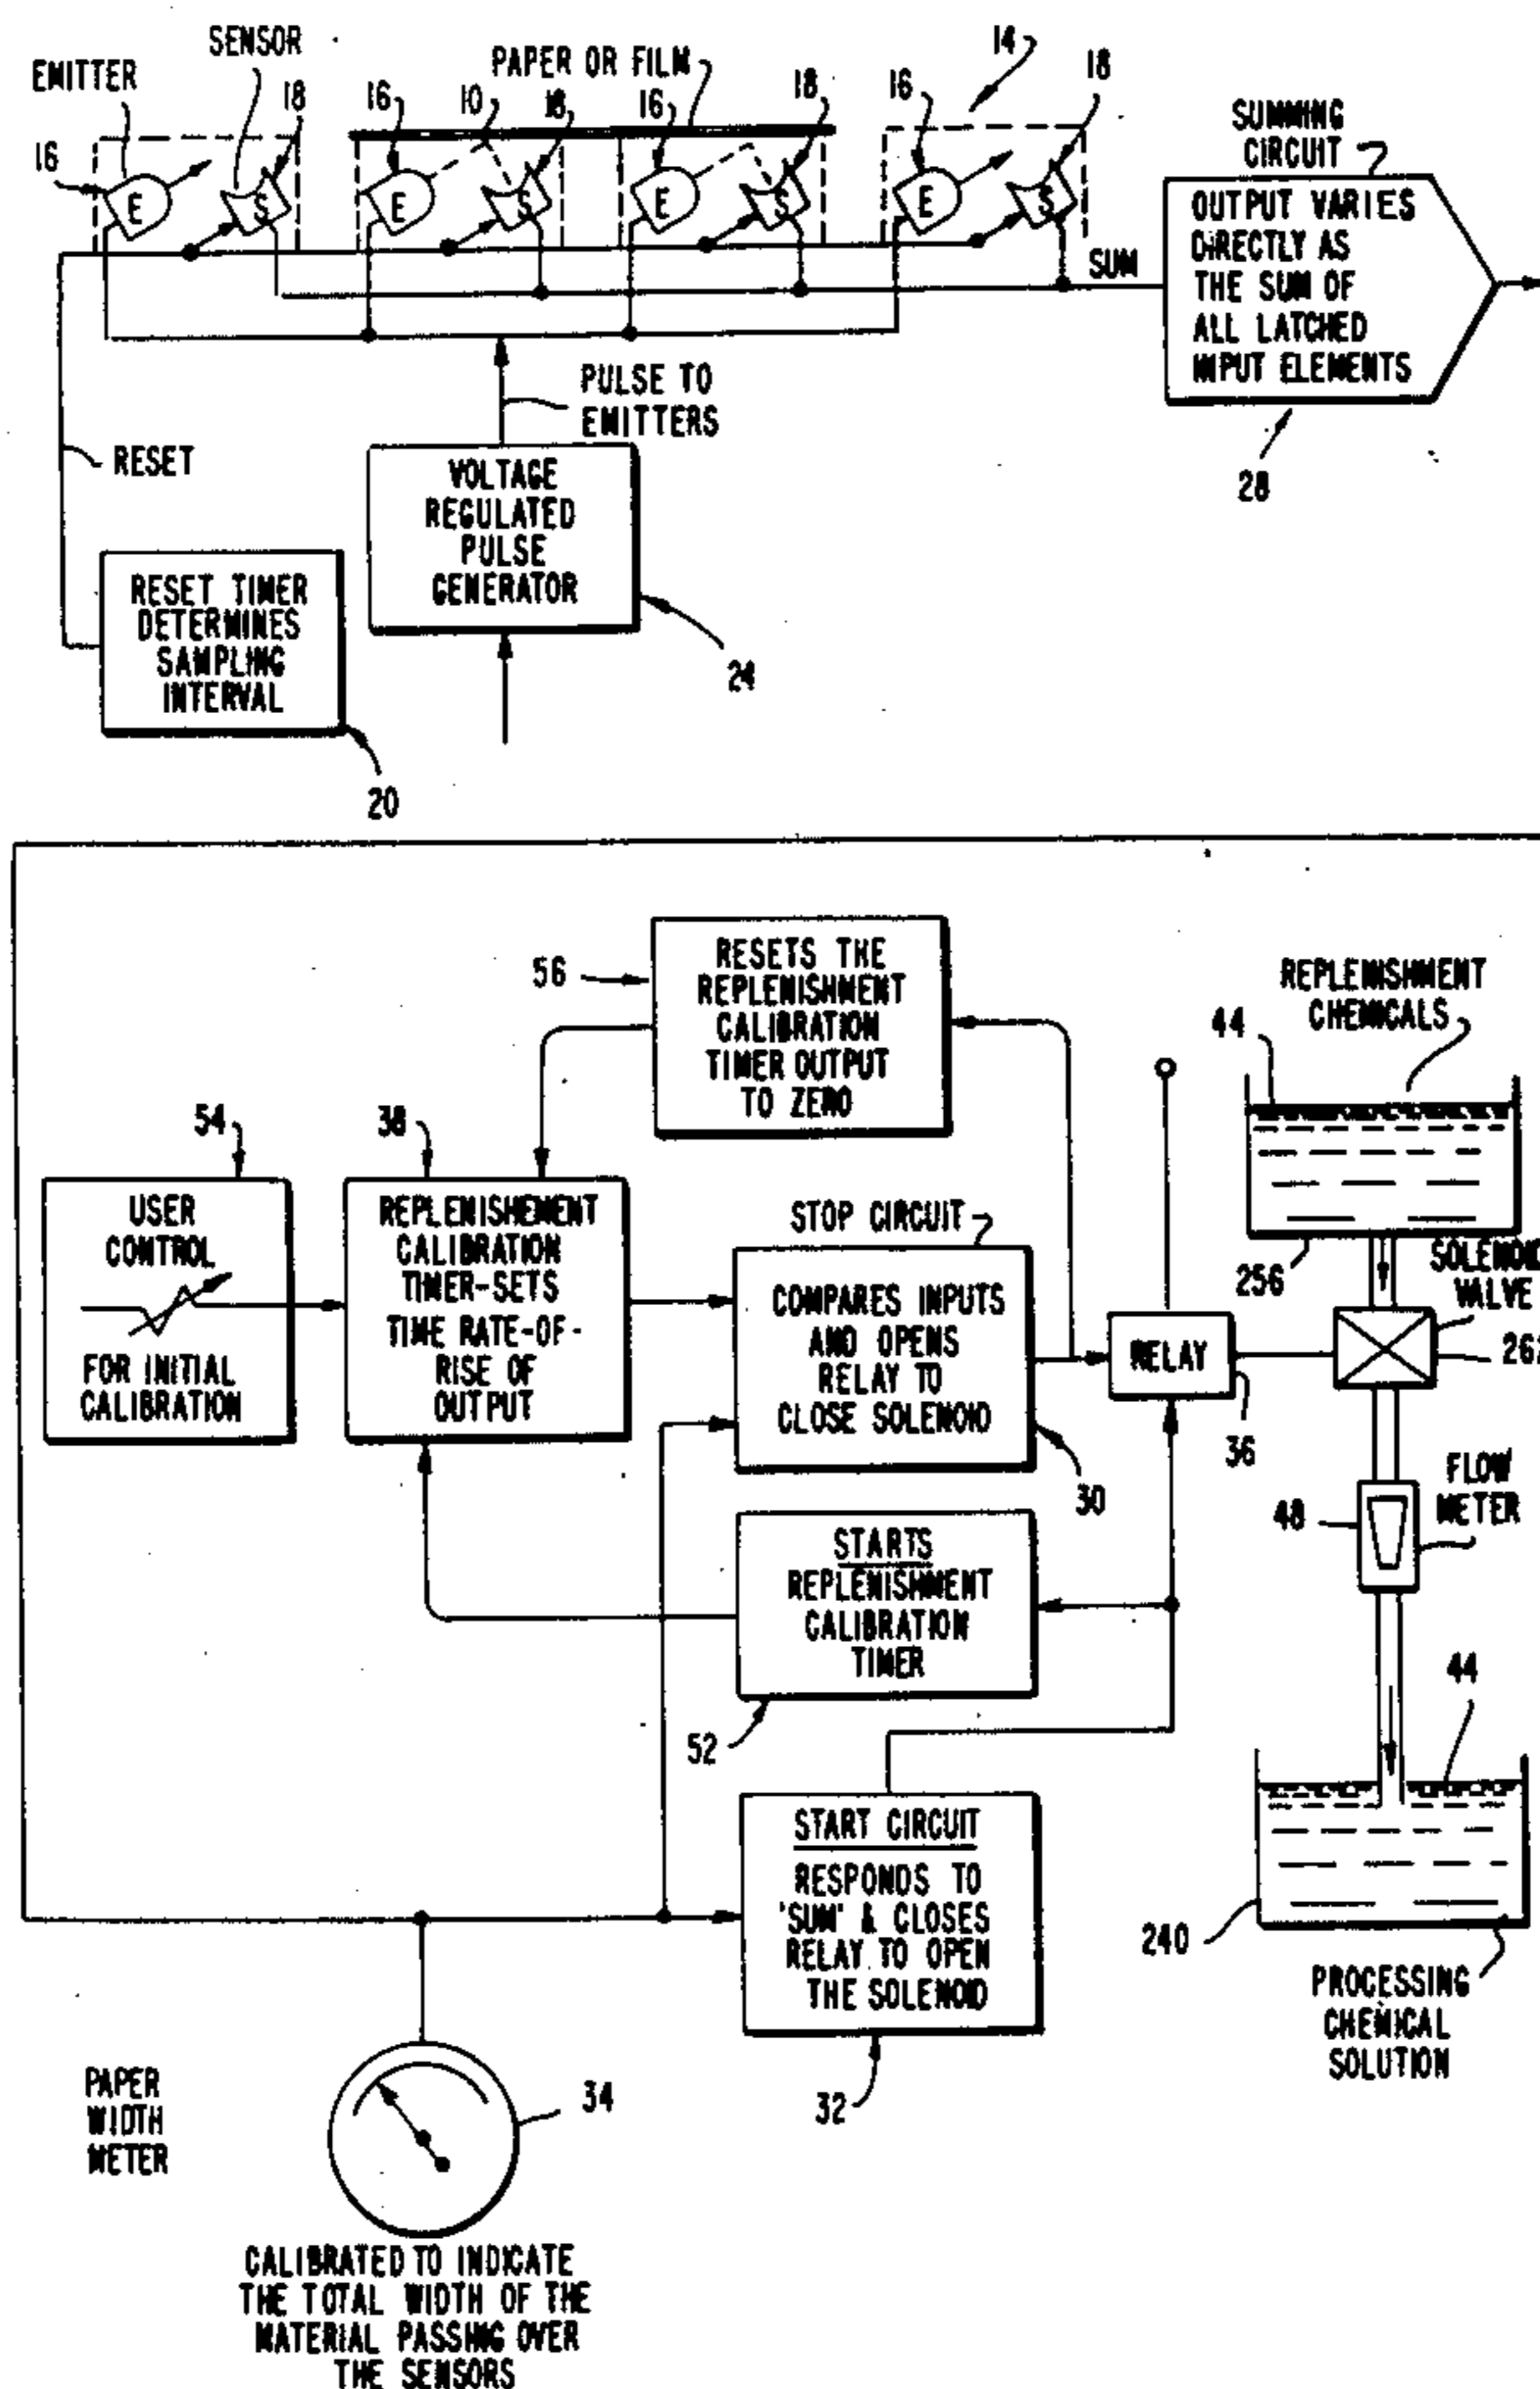 SENSOR
EMITTER
PAPER OR FILM
14
18
16
18
16
10
18
16
18
16
E
S
E
S
E
S
E
S
SUMMING
CIRCUIT
OUTPUT VARIES
DIRECTLY AS
THE SUM OF
ALL LATCHED
INPUT ELEMENTS
SUM
28
PULSE TO
EMITTERS
RESET
VOLTAGE
REGULATED
PULSE
GENERATOR
24
RESET TIMER
DETERMINES
SAMPLING
INTERVAL
20
56
RESETS THE
REPLENISHMENT
CALIBRATION
TIMER OUTPUT
TO ZERO
REPLENISHMENT
CHEMICALS
44
54
USER
CONTROL
FOR INITIAL
CALIBRATION
38
REPLENISHEMENT
CALIBRATION
TIMER-SETS
TIME RATE-OF-
RISE OF
OUTPUT
STOP CIRCUIT
COMPARES INPUTS
AND OPENS
RELAY TO
CLOSE SOLENOID
30
RELAY
36
256
SOLENOID
VALVE
FLOW
METER
48
STARTS
REPLENISHMENT
CALIBRATION
TIMER
52
44
START CIRCUIT
RESPONDS TO
'SUM' & CLOSES
RELAY TO OPEN
THE SOLENOID
32
240
PROCESSING
CHEMICAL
SOLUTION
PAPER
WIDTH
METER
34
CALIBRATED TO INDICATE
THE TOTAL WIDTH OF THE
MATERIAL PASSING OVER
THE SENSORS